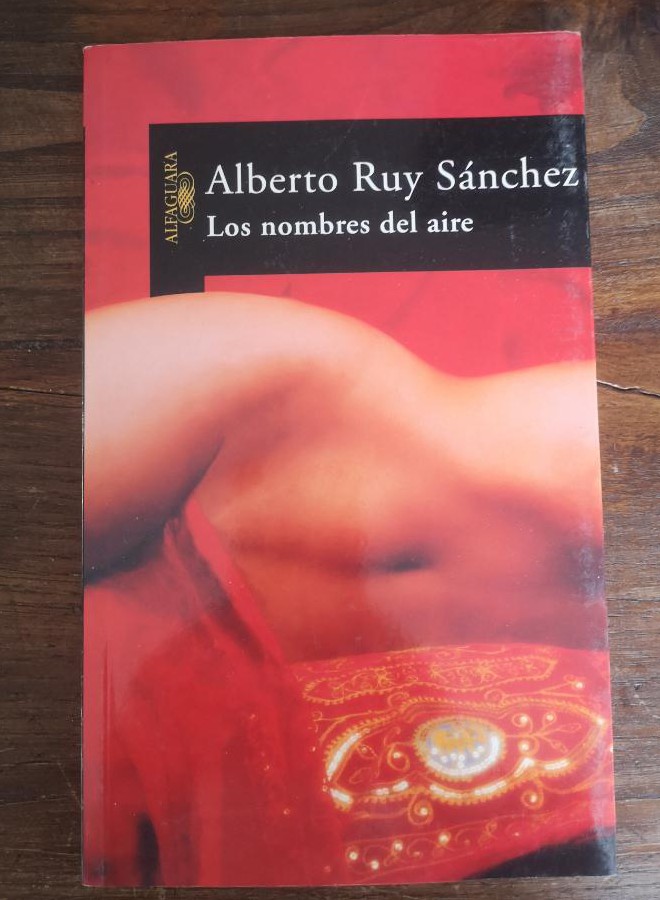 ALFAGUARA
Alberto Ruy Sánchez
Los nombres del aire